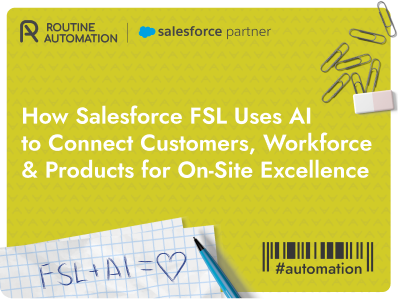 ROUTINE
AUTOMATION
salesforce partner
How Salesforce FSL Uses AI
to Connect Customers, Workforce
& Products for On-Site Excellence
FSL + AI = ♡
#automation